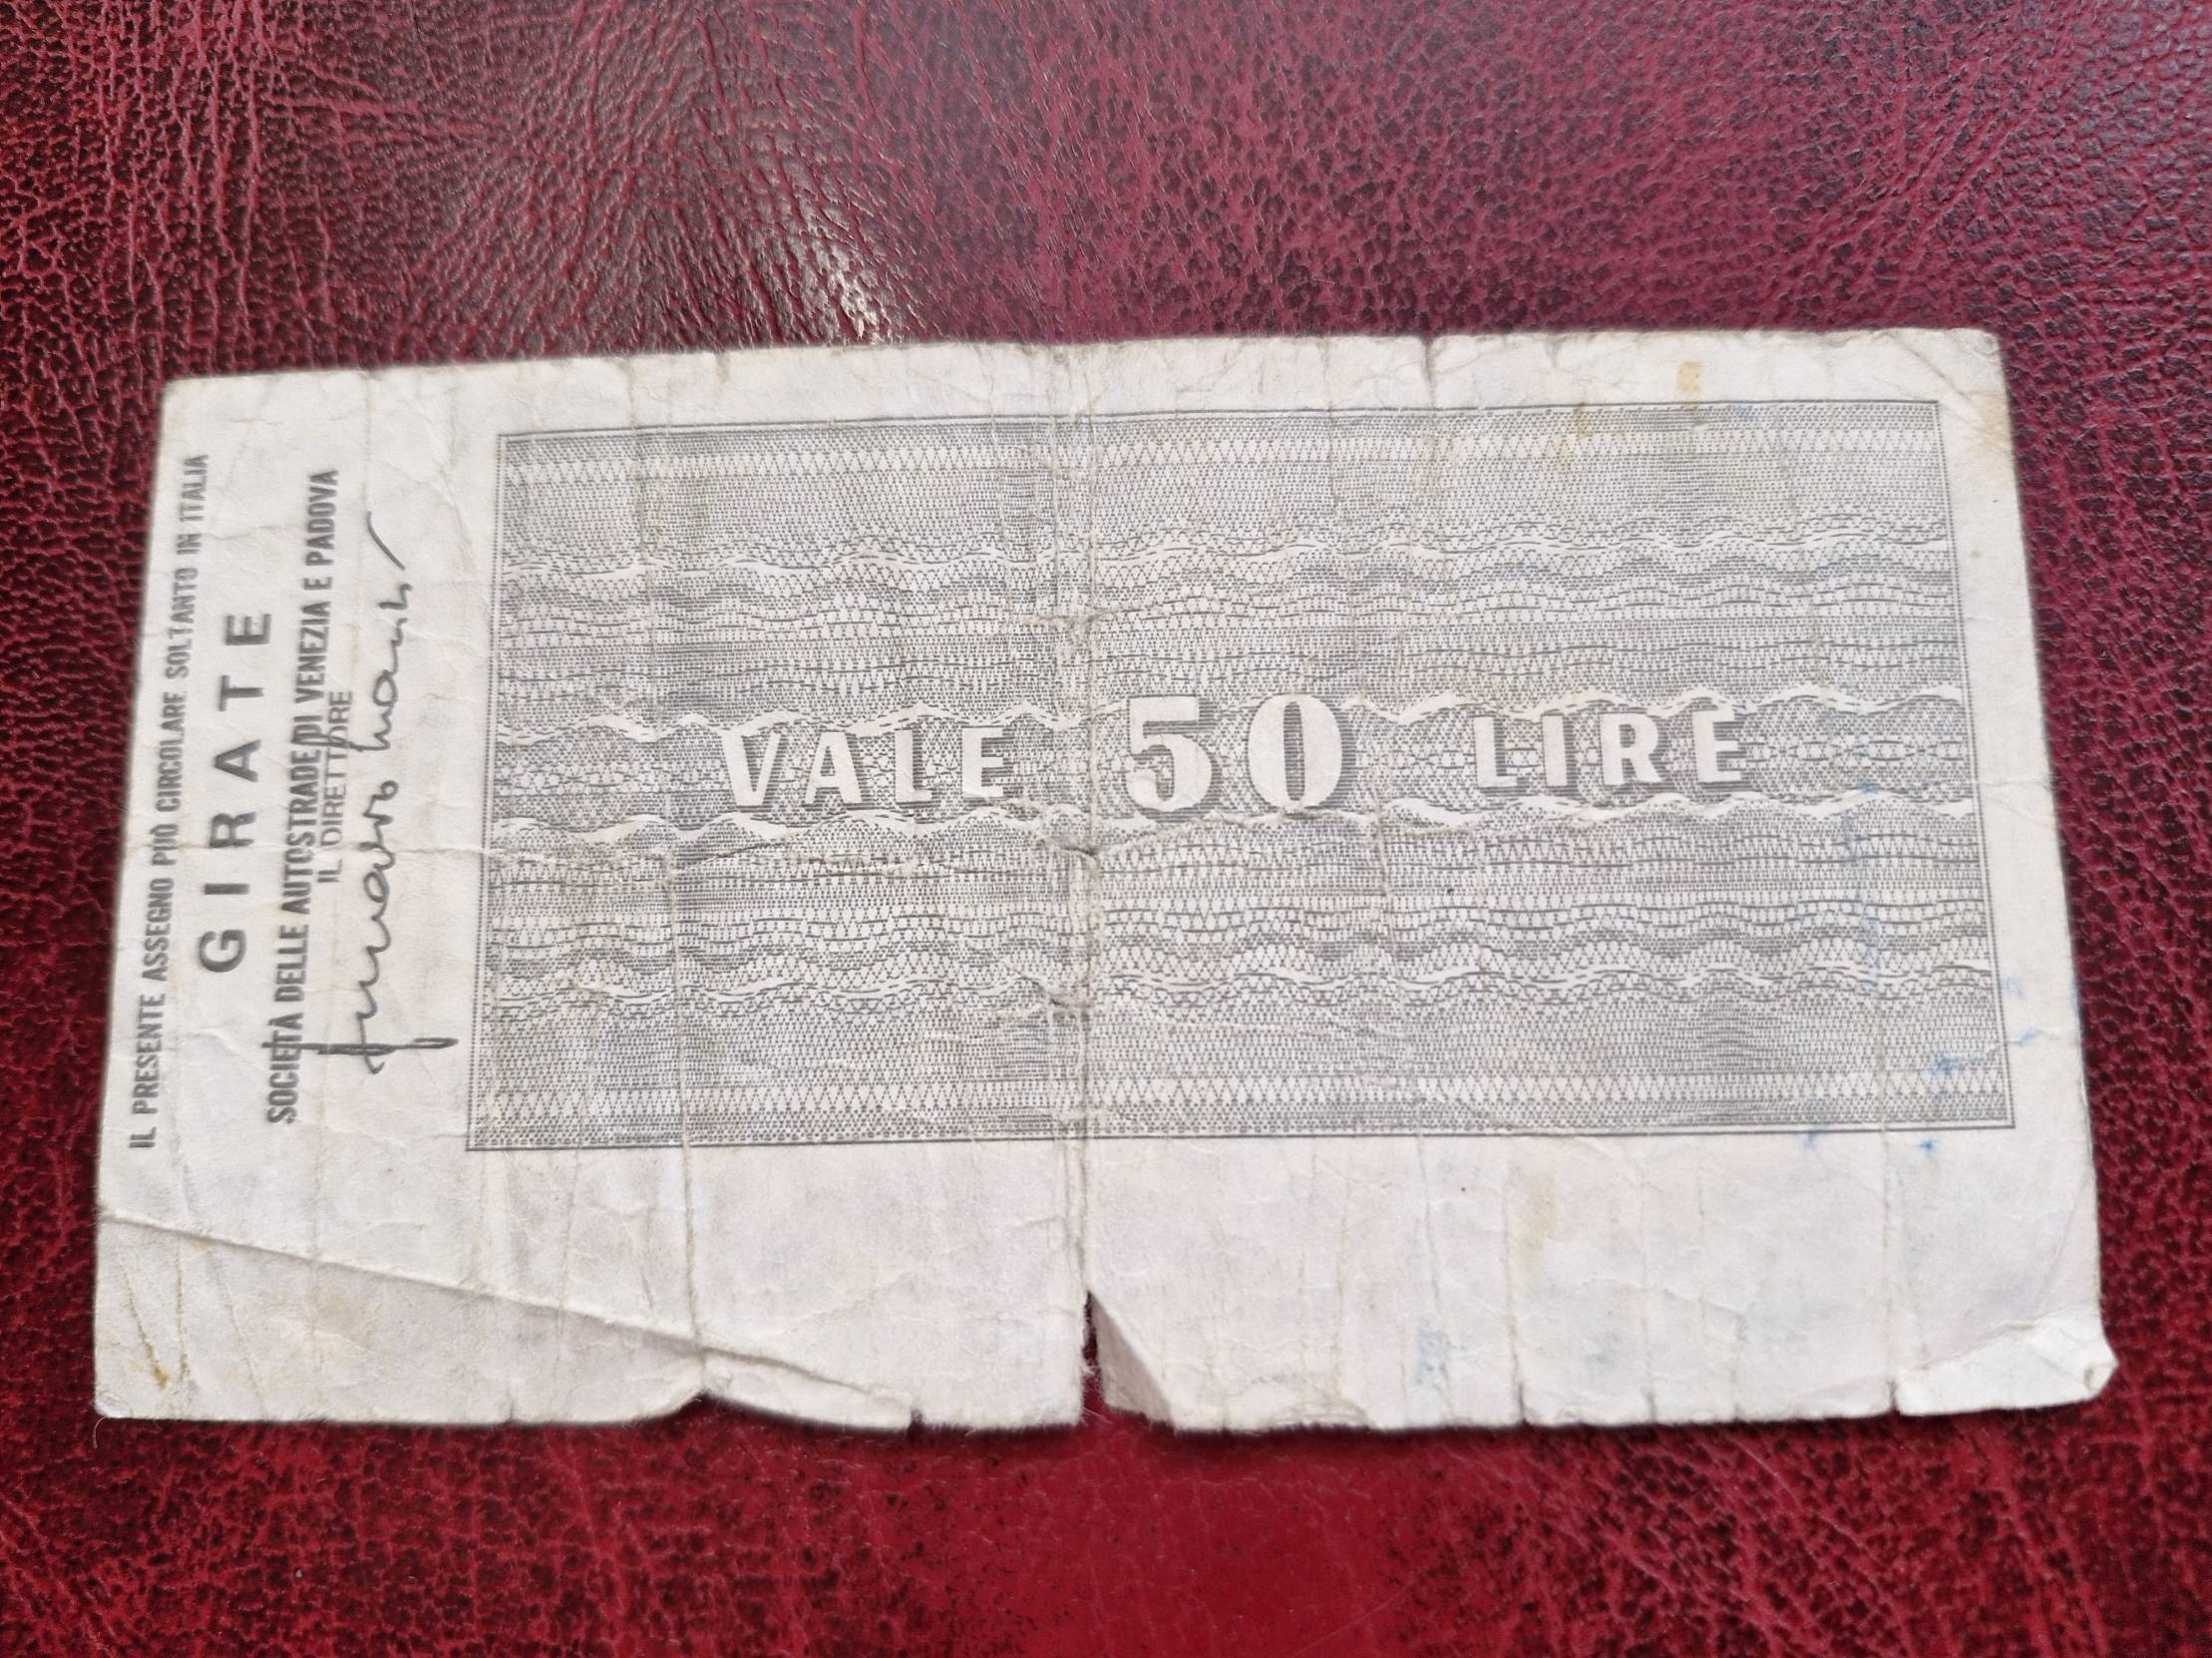 IL PRESENTE ASSEGNO PUÒ CIRCOLARE SOLTANTO IN ITALIA
GIRATE
SOCIETÀ DELLE AUTOSTRADE DI VENEZIA E PADOVA
IL DIRETTORE
VALE 50 LIRE